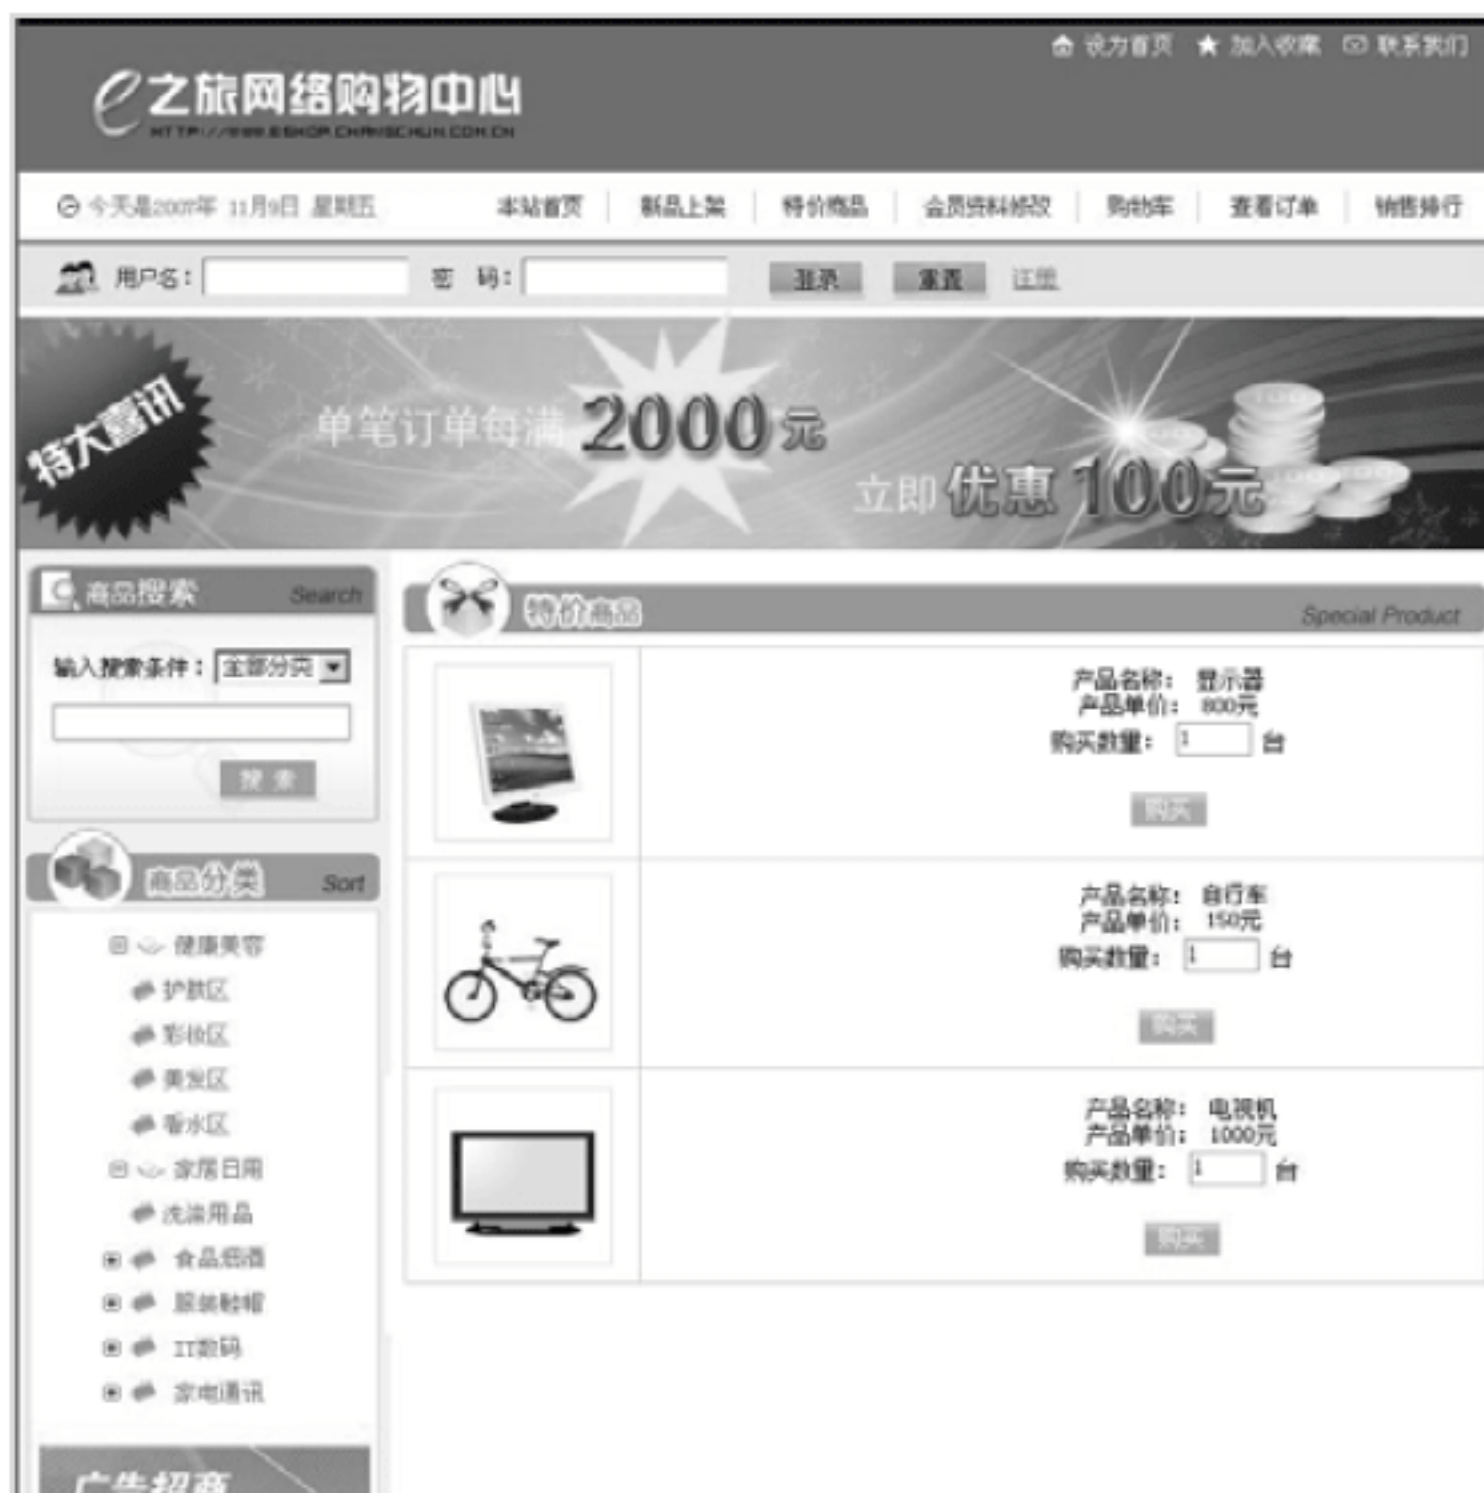 设为首页 加入收藏 联系我们
e之旅网络购物中心
HTTP://WWW.ESHOP.CHANGCHUN.COM.CN
今天是2007年 11月9日 星期五 本站首页 新品上架 特价商品 会员资料修改 购物车 查看订单 销售排行
用户名: 密 码: 登录 重置 注册
特大喜讯
单笔订单每满 2000元
立即优惠100元
商品搜索 Search
输入搜索条件: 全部分类
搜 索
商品分类 Sort
健康美容
护肤区
彩妆区
美发区
香水区
家居日用
洗涤用品
食品烟酒
服装鞋帽
IT数码
家电通讯
广告招商
特价商品 Special Product
产品名称: 显示器
产品单价: 800元
购买数量: 1 台
购买
产品名称: 自行车
产品单价: 150元
购买数量: 1 台
购买
产品名称: 电视机
产品单价: 1000元
购买数量: 1 台
购买